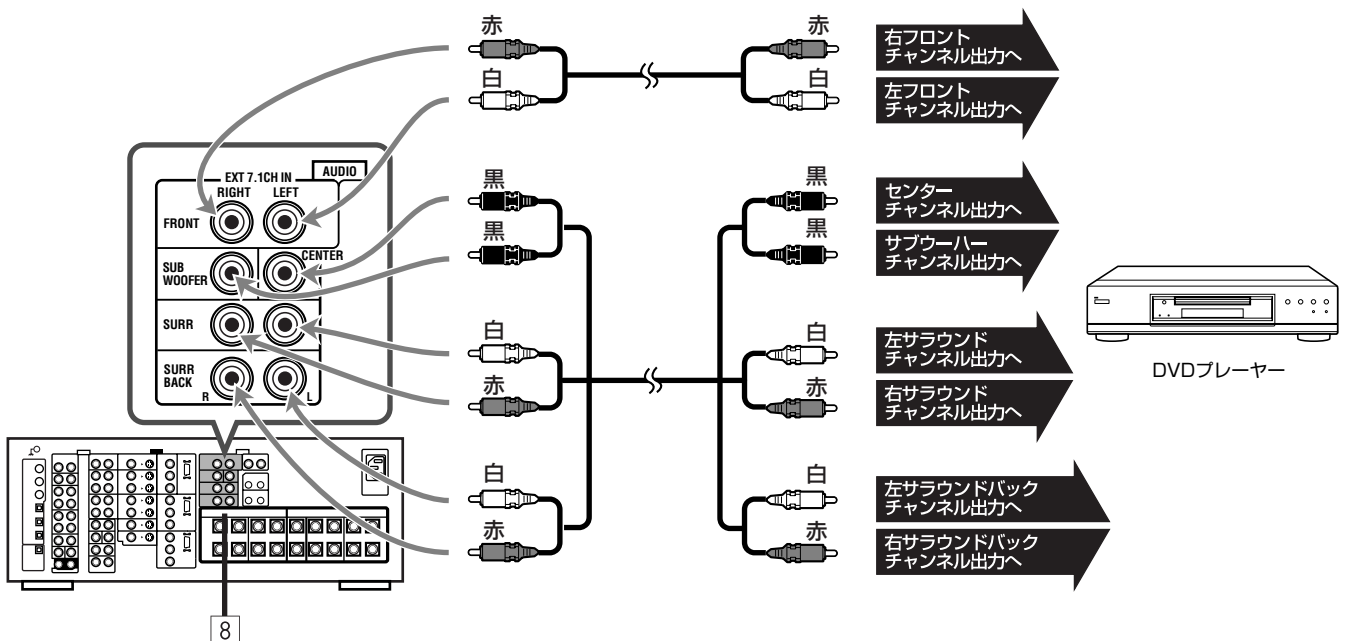 赤
赤
右フロント
チャンネル出力へ
白
白
左フロント
チャンネル出力へ
AUDIO
EXT 7.1CH IN
RIGHT LEFT
FRONT
黒
黒
センター
チャンネル出力へ
黒
黒
サブウーハー
チャンネル出力へ
CENTER
SUB
WOOFER
SURR
白
白
左サラウンド
チャンネル出力へ
SURR
BACK
R L
赤
赤
右サラウンド
チャンネル出力へ
DVDプレーヤー
白
白
左サラウンドバック
チャンネル出力へ
赤
赤
右サラウンドバック
チャンネル出力へ
8